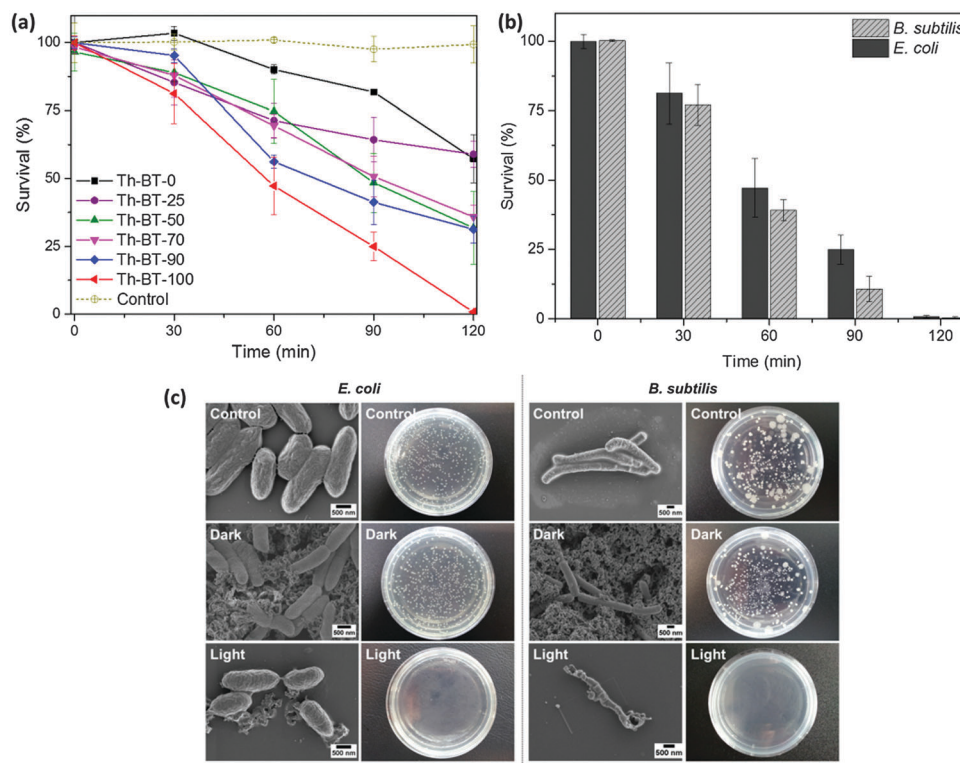 (a)
Survival (%)
100
75
50
25
0
Th-BT-0
Th-BT-25
Th-BT-50
Th-BT-70
Th-BT-90
Th-BT-100
Control
0 30 60 90 120
Time (min)
(b)
Survival (%)
100
75
50
25
0
B. subtilis
E. coli
0 30 60 90 120
Time (min)
(c)
E. coli B. subtilis
Control Control Control Control
500 nm 500 nm
Dark Dark Dark Dark
500 nm 500 nm
Light Light Light Light
500 nm 500 nm